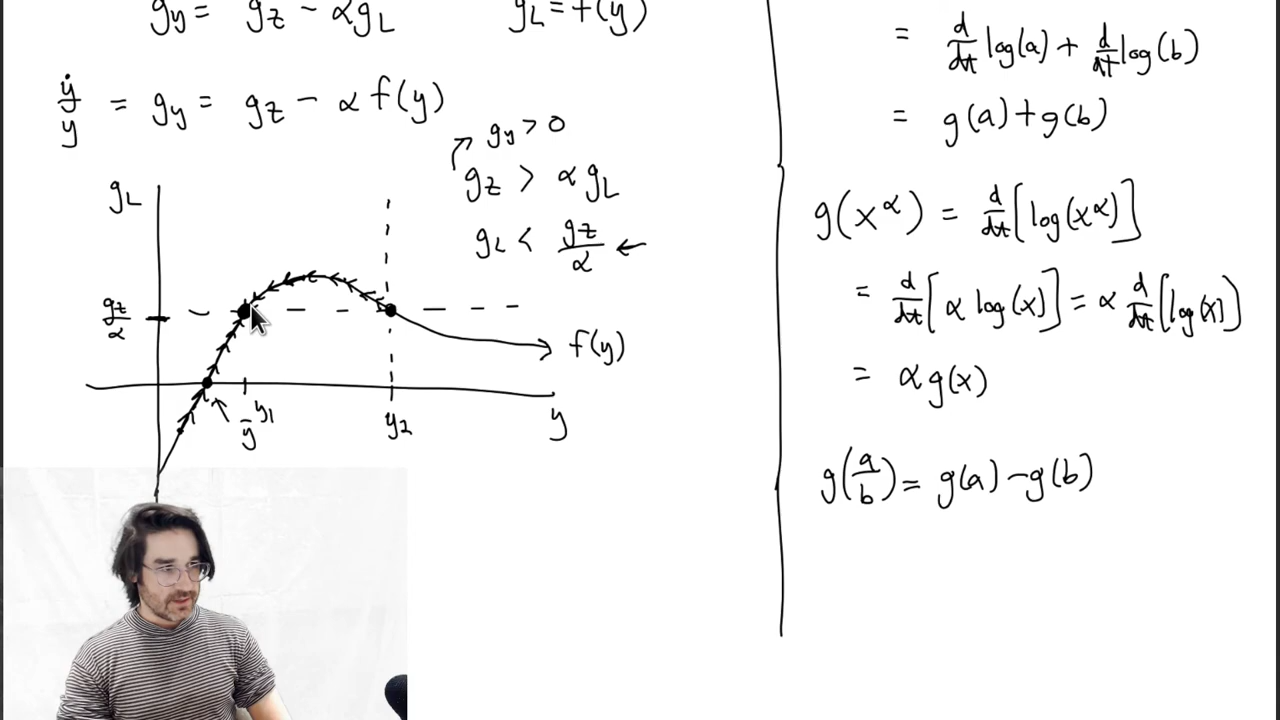 gy = gz − αgL
gL = f(y)
ẏ/y = gy = gz − α f(y)
gy > 0
gz > α gL
gL < gz/α ←
gL
gz/α
f(y)
y1
ȳ
y2
y
= d/dt log(a) + d/dt log(b)
= g(a) + g(b)
g(x^α) = d/dt [log(x^α)]
= d/dt [α log(x)] = α d/dt [log(x)]
= αg(x)
g(a/b) = g(a) − g(b)